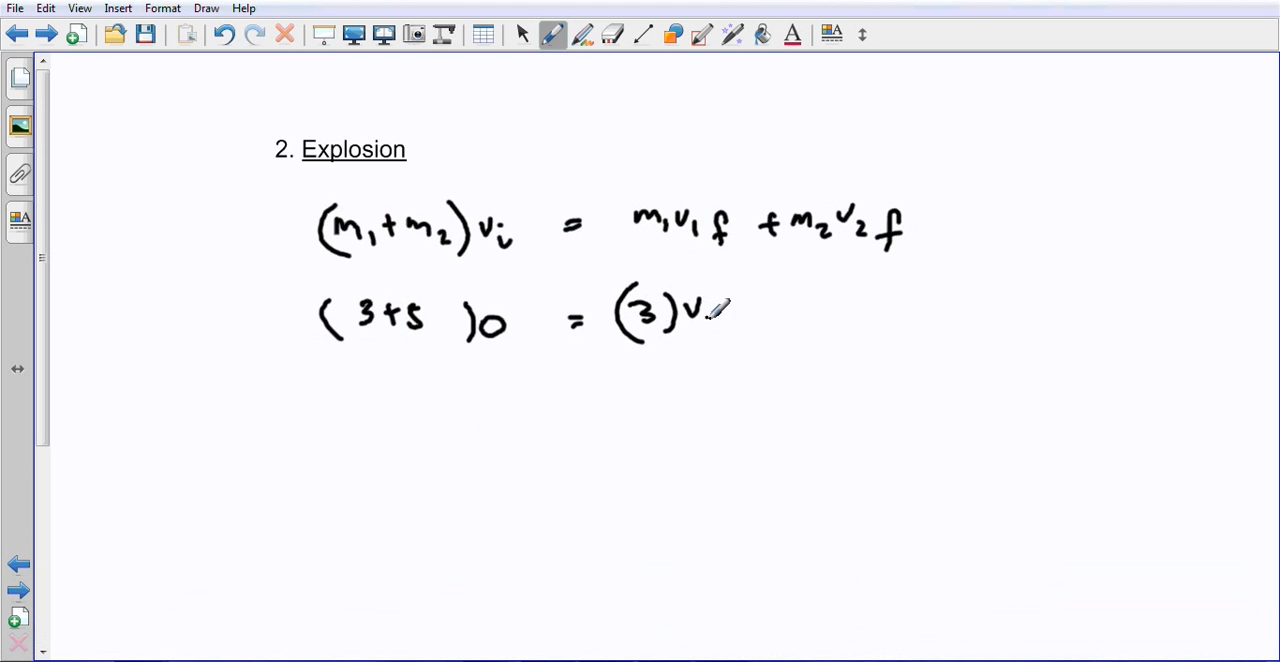 File Edit View Insert Format Draw Help
2. Explosion
(m₁+m₂)vᵢ = m₁v₁f + m₂v₂f
( 3+5 )0 = (3)v